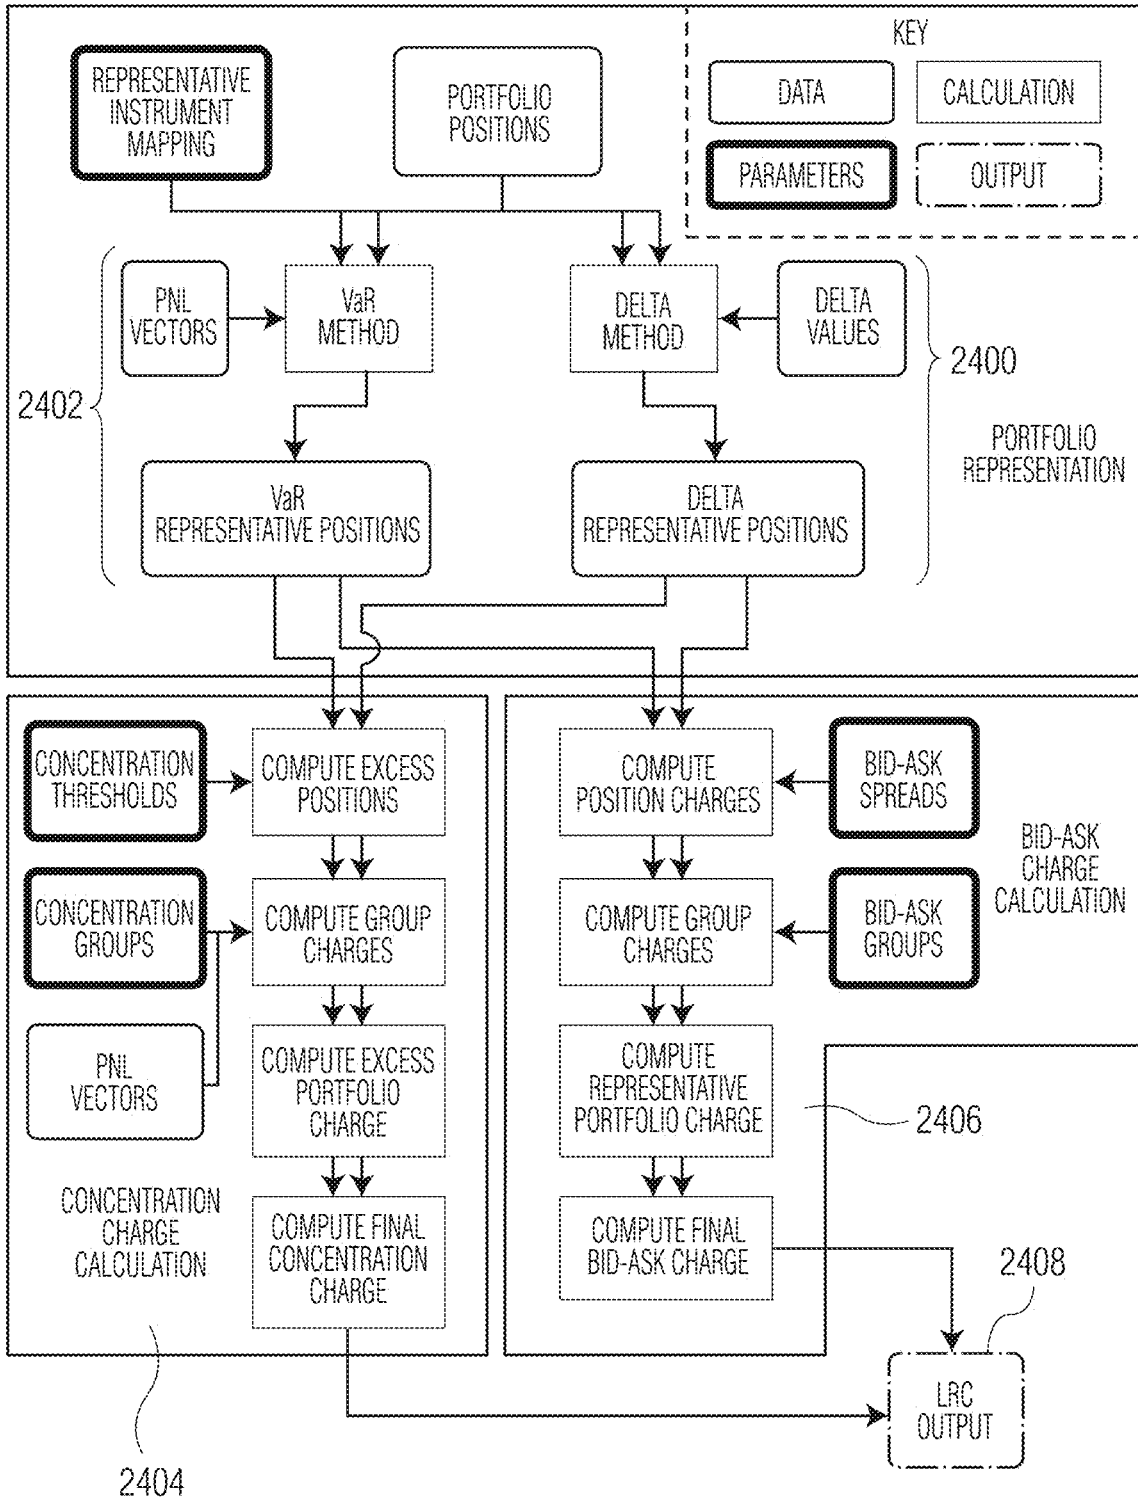 REPRESENTATIVE
INSTRUMENT
MAPPING
PORTFOLIO
POSITIONS
KEY
DATA
CALCULATION
PARAMETERS
OUTPUT
PNL
VECTORS
VaR
METHOD
DELTA
METHOD
DELTA
VALUES
2402
2400
PORTFOLIO
REPRESENTATION
VaR
REPRESENTATIVE POSITIONS
DELTA
REPRESENTATIVE POSITIONS
CONCENTRATION
THRESHOLDS
COMPUTE EXCESS
POSITIONS
CONCENTRATION
GROUPS
COMPUTE GROUP
CHARGES
PNL
VECTORS
COMPUTE EXCESS
PORTFOLIO
CHARGE
CONCENTRATION
CHARGE
CALCULATION
COMPUTE FINAL
CONCENTRATION
CHARGE
2404
COMPUTE
POSITION CHARGES
BID-ASK
SPREADS
BID-ASK
CHARGE
CALCULATION
COMPUTE GROUP
CHARGES
BID-ASK
GROUPS
COMPUTE
REPRESENTATIVE
PORTFOLIO CHARGE
2406
COMPUTE FINAL
BID-ASK CHARGE
2408
LRC
OUTPUT